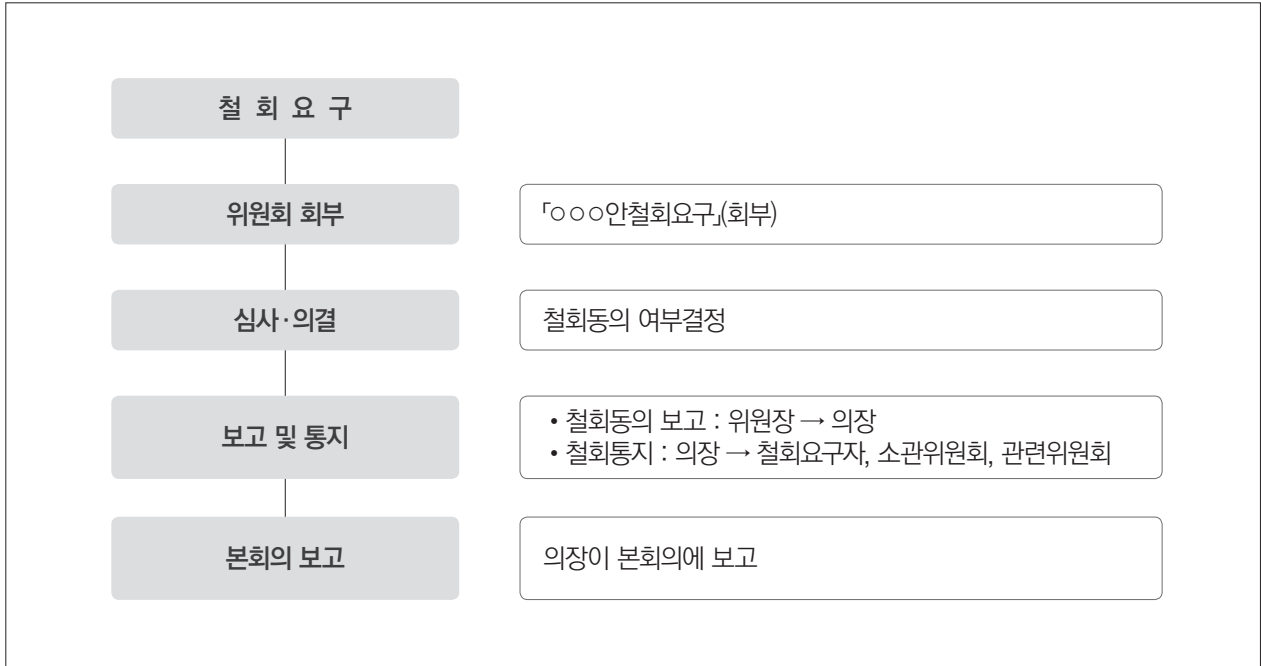 철 회 요 구
위원회 회부
「○○○안철회요구」(회부)
심사·의결
철회동의 여부결정
보고 및 통지
• 철회동의 보고 : 위원장 → 의장
• 철회통지 : 의장 → 철회요구자, 소관위원회, 관련위원회
본회의 보고
의장이 본회의에 보고